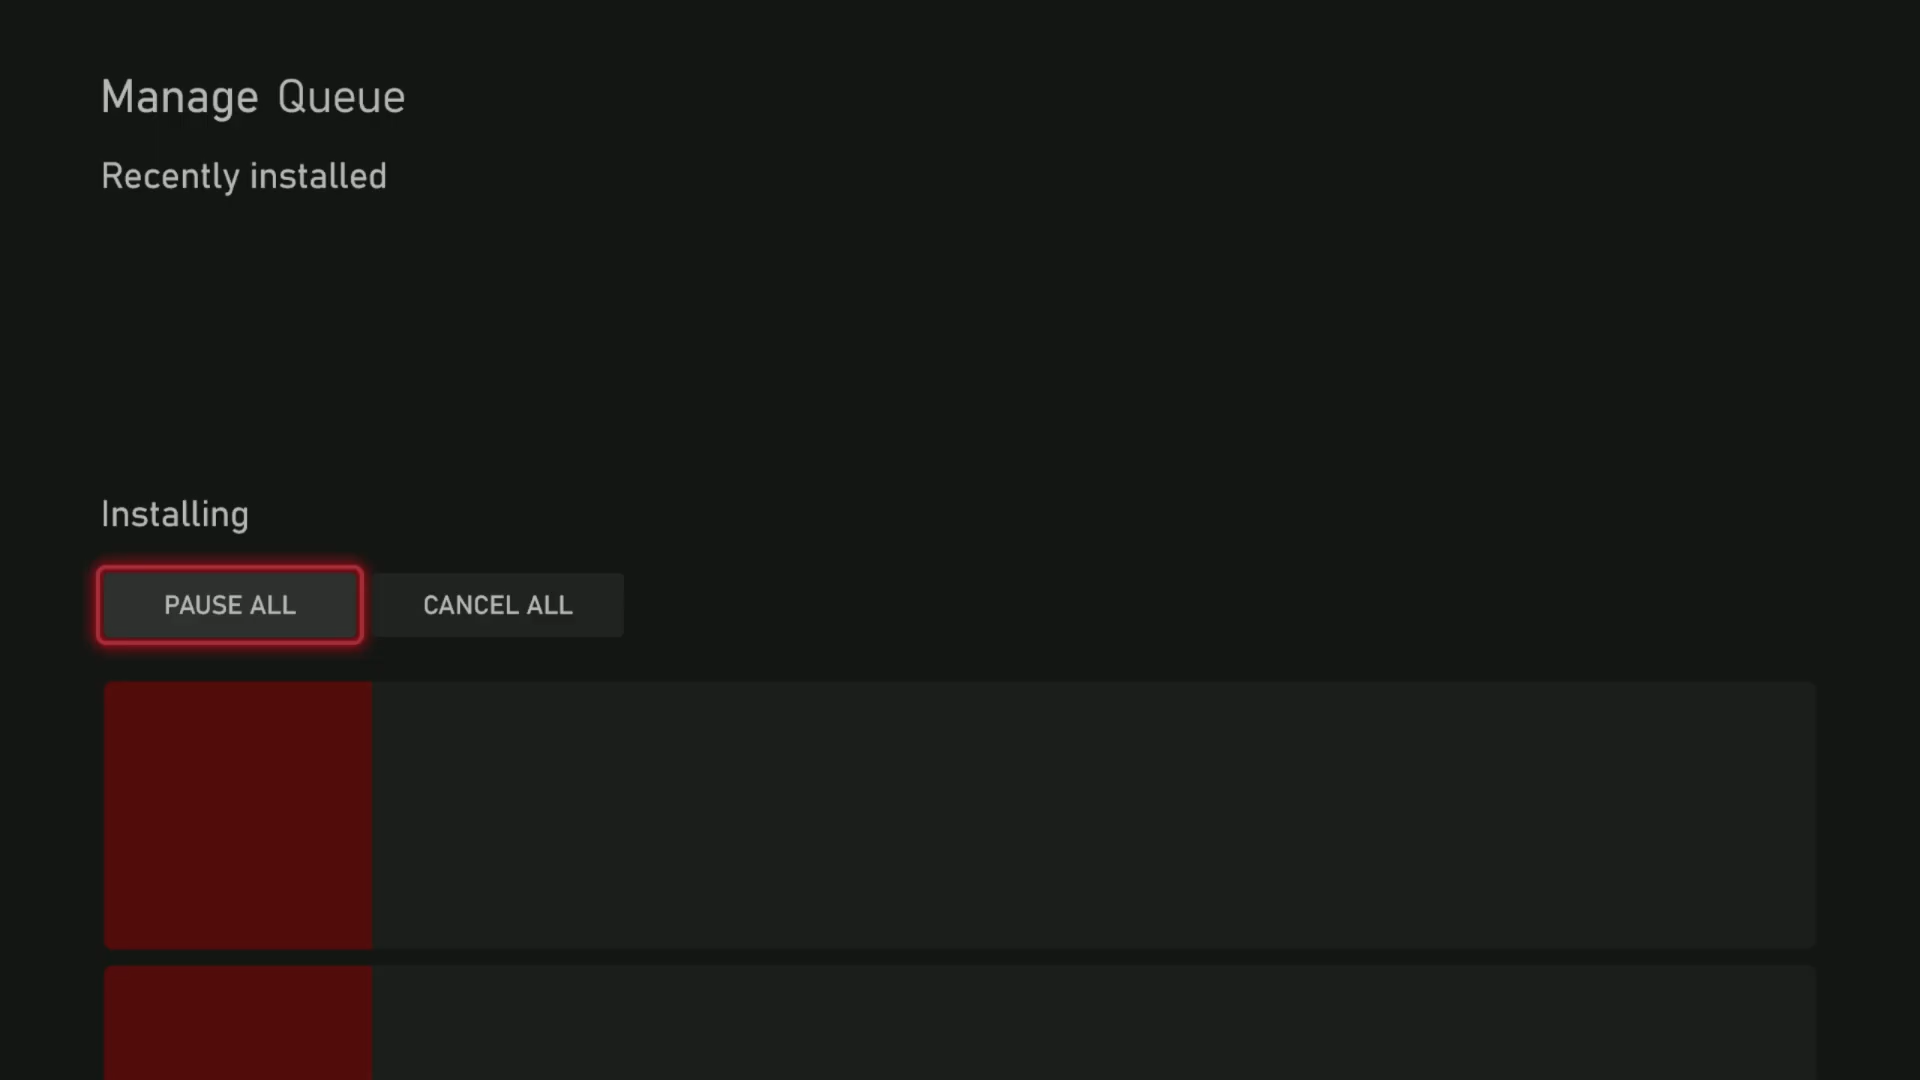 Manage Queue
Recently installed
Installing
PAUSE ALL
CANCEL ALL